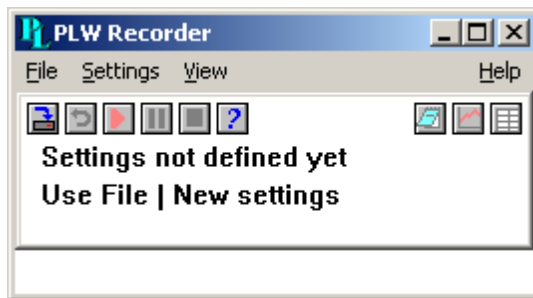 PLW Recorder
File Settings View Help
?
Settings not defined yet
Use File | New settings